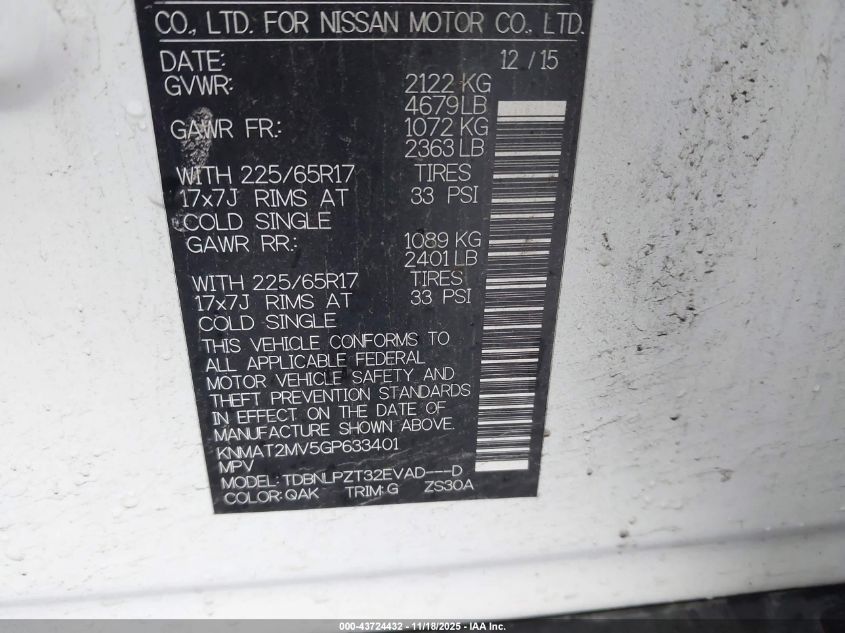 CO., LTD. FOR NISSAN MOTOR CO., LTD.
DATE: 12 / 15
GVWR: 2122 KG
4679LB
GAWR FR.: 1072 KG
2363 LB
WITH 225/65R17 TIRES
17x7J RIMS AT 33 PSI
COLD SINGLE
GAWR RR.: 1089 KG
2401 LB
WITH 225/65R17 TIRES
17x7J RIMS AT 33 PSI
COLD SINGLE
THIS VEHICLE CONFORMS TO
ALL APPLICABLE FEDERAL
MOTOR VEHICLE SAFETY AND
THEFT PREVENTION STANDARDS
IN EFFECT ON THE DATE OF
MANUFACTURE SHOWN ABOVE.
KNMAT2MV5GP633401
MPV
MODEL: TDBNLPZT32EVAD---D
COLOR: QAK TRIM: G ZS30A
000-43724432 - 11/18/2025 - IAA Inc.